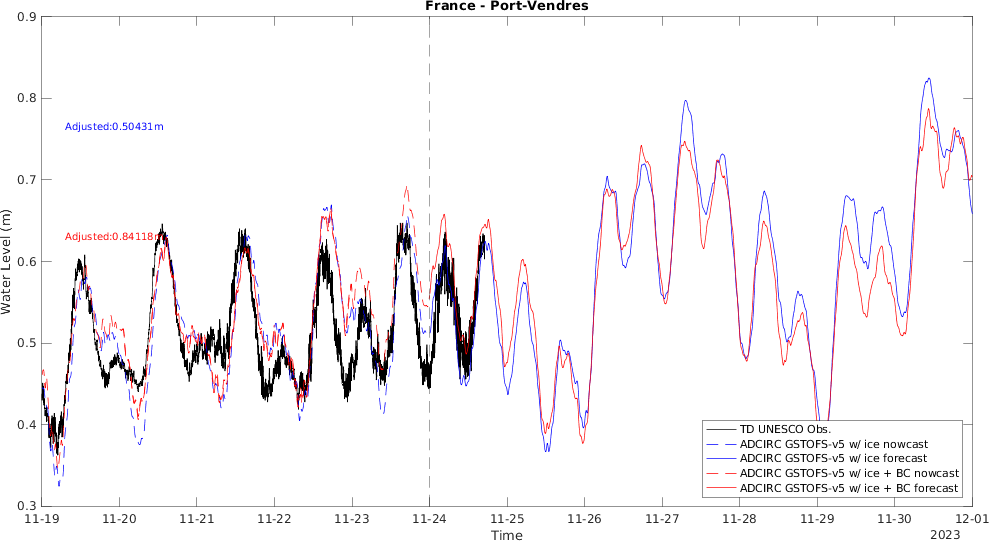 France - Port-Vendres
0.9
0.8
0.7
0.6
0.5
0.4
0.3
Water Level (m)
Adjusted:0.50431m
Adjusted:0.84118
TD UNESCO Obs.
ADCIRC GSTOFS-v5 w/ ice nowcast
ADCIRC GSTOFS-v5 w/ ice forecast
ADCIRC GSTOFS-v5 w/ ice + BC nowcast
ADCIRC GSTOFS-v5 w/ ice + BC forecast
11-19 11-20 11-21 11-22 11-23 11-24 11-25 11-26 11-27 11-28 11-29 11-30 12-01
Time
2023